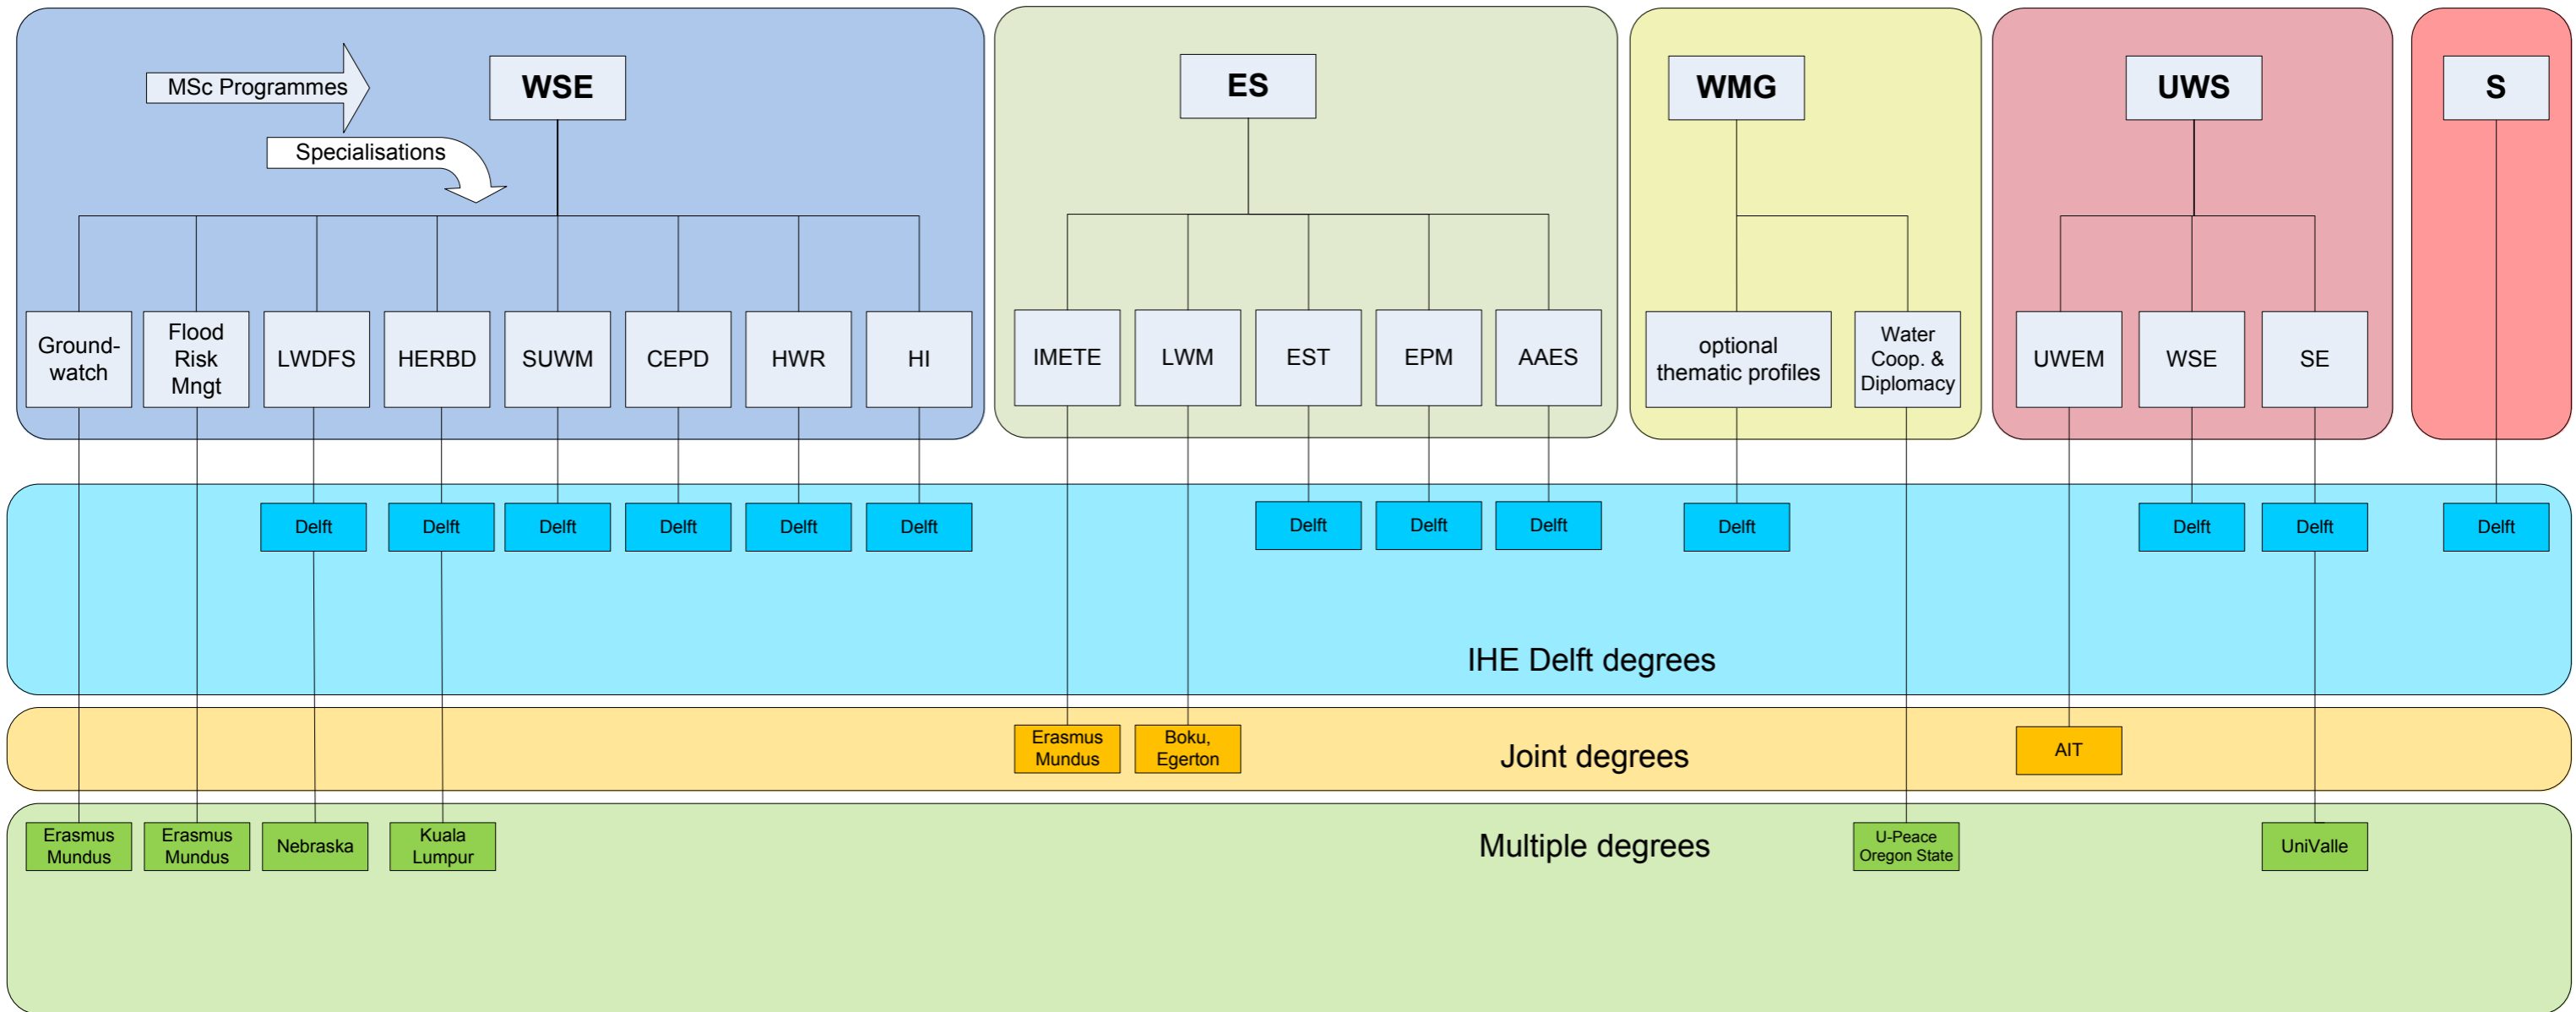 MSc Programmes
Specialisations
WSE
ES
WMG
UWS
S
Ground-
watch
Flood
Risk
Mngt
LWDFS
HERBD
SUWM
CEPD
HWR
HI
IMETE
LWM
EST
EPM
AAES
optional
thematic profiles
Water
Coop. &
Diplomacy
UWEM
WSE
SE
Delft
Delft
Delft
Delft
Delft
Delft
Delft
Delft
Delft
Delft
Delft
Delft
Delft
IHE Delft degrees
Erasmus
Mundus
Boku,
Egerton
Joint degrees
AIT
Erasmus
Mundus
Erasmus
Mundus
Nebraska
Kuala
Lumpur
Multiple degrees
U-Peace
Oregon State
UniValle